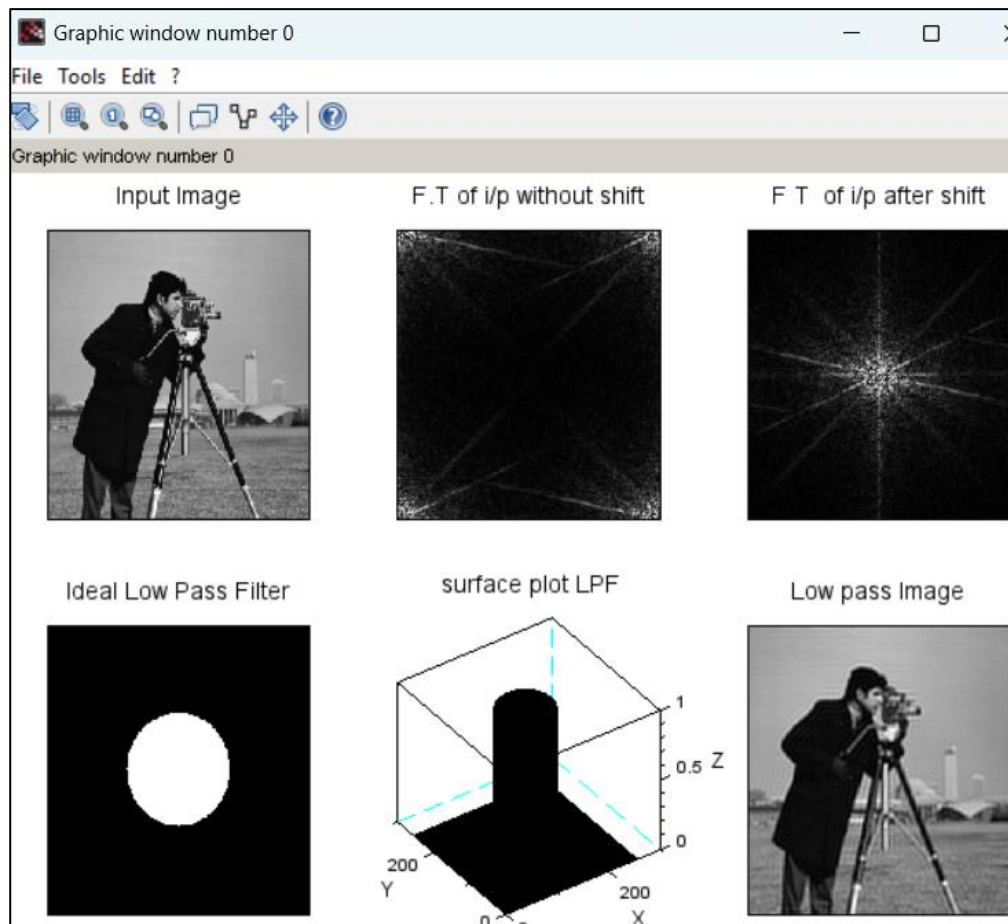 Graphic window number 0
File Tools Edit ?
Graphic window number 0
Input Image
F.T of i/p without shift
F T of i/p after shift
Ideal Low Pass Filter
surface plot LPF
Low pass Image
1
0.5
Z
0
200
Y
200
X
0